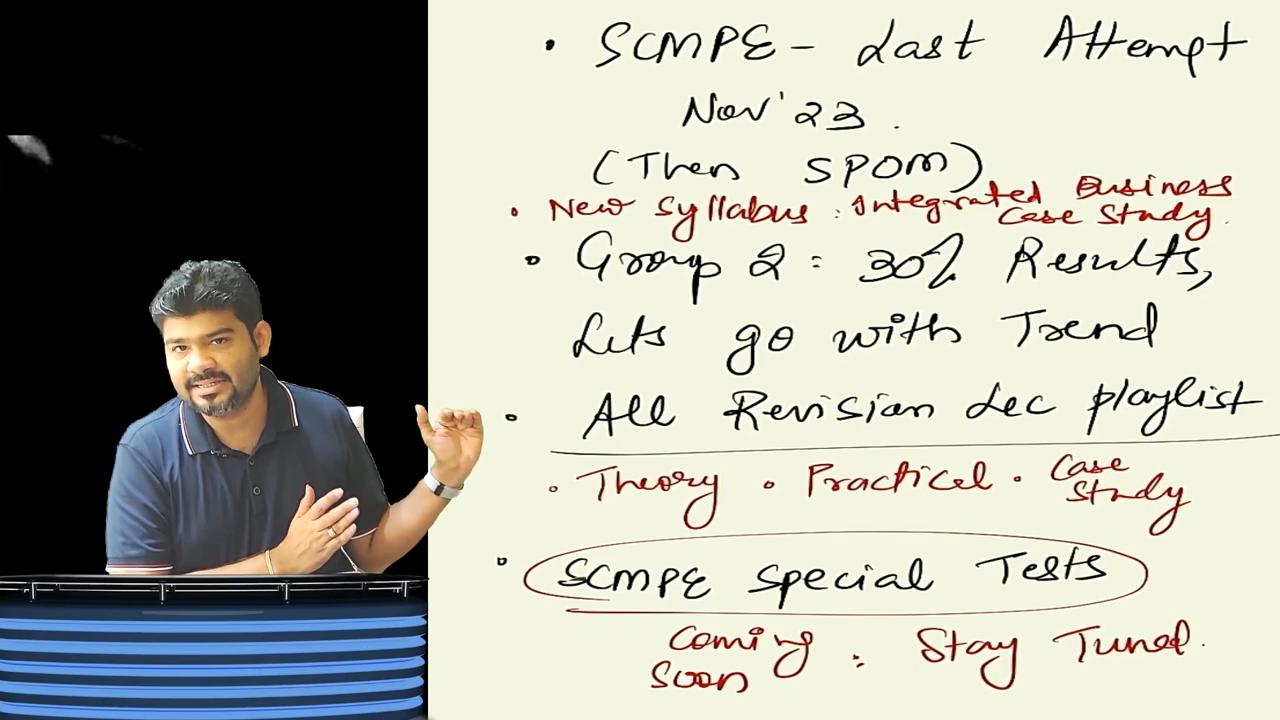 • SCMPE - Last Attempt
Nov'23.
(Then SPOM)
• New Syllabus : Integrated Business
Case Study.
• Group 2 : 30% Results,
Lets go with Trend
• All Revision Lec playlist
• Theory • Practical • Case
Study
• SCMPE Special Tests
Coming : Stay Tuned.
Soon